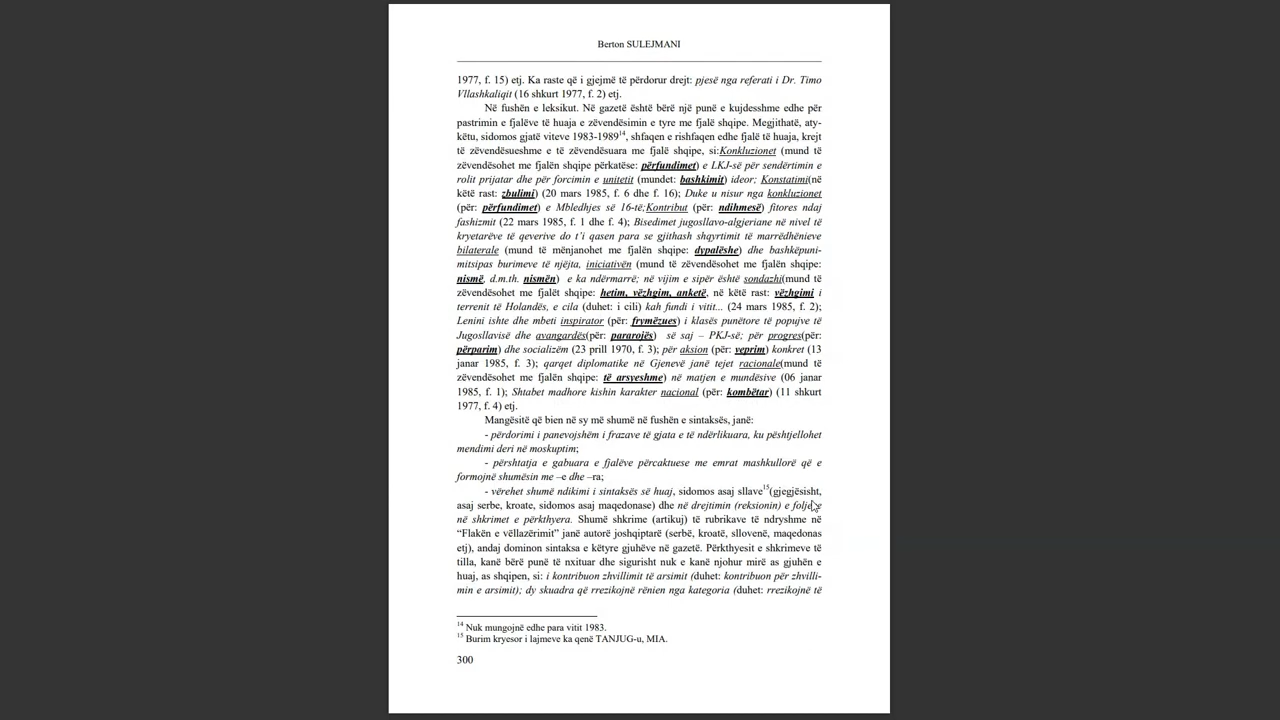 Berton SULEJMANI
1977, f. 15) etj. Ka raste që i gjejmë të përdorur drejt: pjesë nga referati i Dr. Timo
Vllashkaliqit (16 shkurt 1977, f. 2) etj.
Në fushën e leksikut. Në gazetë është bërë një punë e kujdesshme edhe për
pastrimin e fjalëve të huaja e zëvendësimin e tyre me fjalë shqipe. Megjithatë, aty-
këtu, sidomos gjatë viteve 1983-198914, shfaqen e rishfaqen edhe fjalë të huaja, krejt
të zëvendësueshme e të zëvendësuara me fjalë shqipe, si:Konkluzionet (mund të
zëvendësohet me fjalën shqipe përkatëse: përfundimet) e LKJ-së për sendërtimin e
rolit prijatar dhe për forcimin e unitetit (mundet: bashkimit) ideor; Konstatimi(në
këtë rast: zbulimi) (20 mars 1985, f. 6 dhe f. 16); Duke u nisur nga konkluzionet
(për: përfundimet) e Mbledhjes së 16-të;Kontribut (për: ndihmesë) fitores ndaj
fashizmit (22 mars 1985, f. 1 dhe f. 4); Bisedimet jugosllavo-algjeriane në nivel të
kryetarëve të qeverive do t’i qasen para se gjithash shqyrtimit të marrëdhënieve
bilaterale (mund të mënjanohet me fjalën shqipe: dypalëshe) dhe bashkëpuni-
mitsipas burimeve të njëjta, iniciativën (mund të zëvendësohet me fjalën shqipe:
nismë, d.m.th. nismën) e ka ndërmarrë; në vijim e sipër është sondazhi(mund të
zëvendësohet me fjalët shqipe: hetim, vëzhgim, anketë, në këtë rast: vëzhgimi i
terrenit të Holandës, e cila (duhet: i cili) kah fundi i vitit... (24 mars 1985, f. 2);
Lenini ishte dhe mbeti inspirator (për: frymëzues) i klasës punëtore të popujve të
Jugosllavisë dhe avangardës(për: pararojës) së saj – PKJ-së; për progres(për:
përparim) dhe socializëm (23 prill 1970, f. 3); për aksion (për: veprim) konkret (13
janar 1985, f. 3); qarqet diplomatike në Gjenevë janë tejet racionale(mund të
zëvendësohet me fjalën shqipe: të arsyeshme) në matjen e mundësive (06 janar
1985, f. 1); Shtabet madhore kishin karakter nacional (për: kombëtar) (11 shkurt
1977, f. 4) etj.
Mangësitë që bien në sy më shumë në fushën e sintaksës, janë:
- përdorimi i panevojshëm i frazave të gjata e të ndërlikuara, ku pështjellohet
mendimi deri në moskuptim;
- përshtatja e gabuara e fjalëve përcaktuese me emrat mashkullorë që e
formojnë shumësin me –e dhe –ra;
- vërehet shumë ndikimi i sintaksës së huaj, sidomos asaj sllave15(gjegjësisht,
asaj serbe, kroate, sidomos asaj maqedonase) dhe në drejtimin (reksionin) e foljeve
në shkrimet e përkthyera. Shumë shkrime (artikuj) të rubrikave të ndryshme në
“Flakën e vëllazërimit” janë autorë joshqiptarë (serbë, kroatë, sllovenë, maqedonas
etj), andaj dominon sintaksa e këtyre gjuhëve në gazetë. Përkthyesit e shkrimeve të
tilla, kanë bërë punë të nxituar dhe sigurisht nuk e kanë njohur mirë as gjuhën e
huaj, as shqipen, si: i kontribuon zhvillimit të arsimit (duhet: kontribuon për zhvilli-
min e arsimit); dy skuadra që rrezikojnë rënien nga kategoria (duhet: rrezikojnë të
14 Nuk mungojnë edhe para vitit 1983.
15 Burim kryesor i lajmeve ka qenë TANJUG-u, MIA.
300